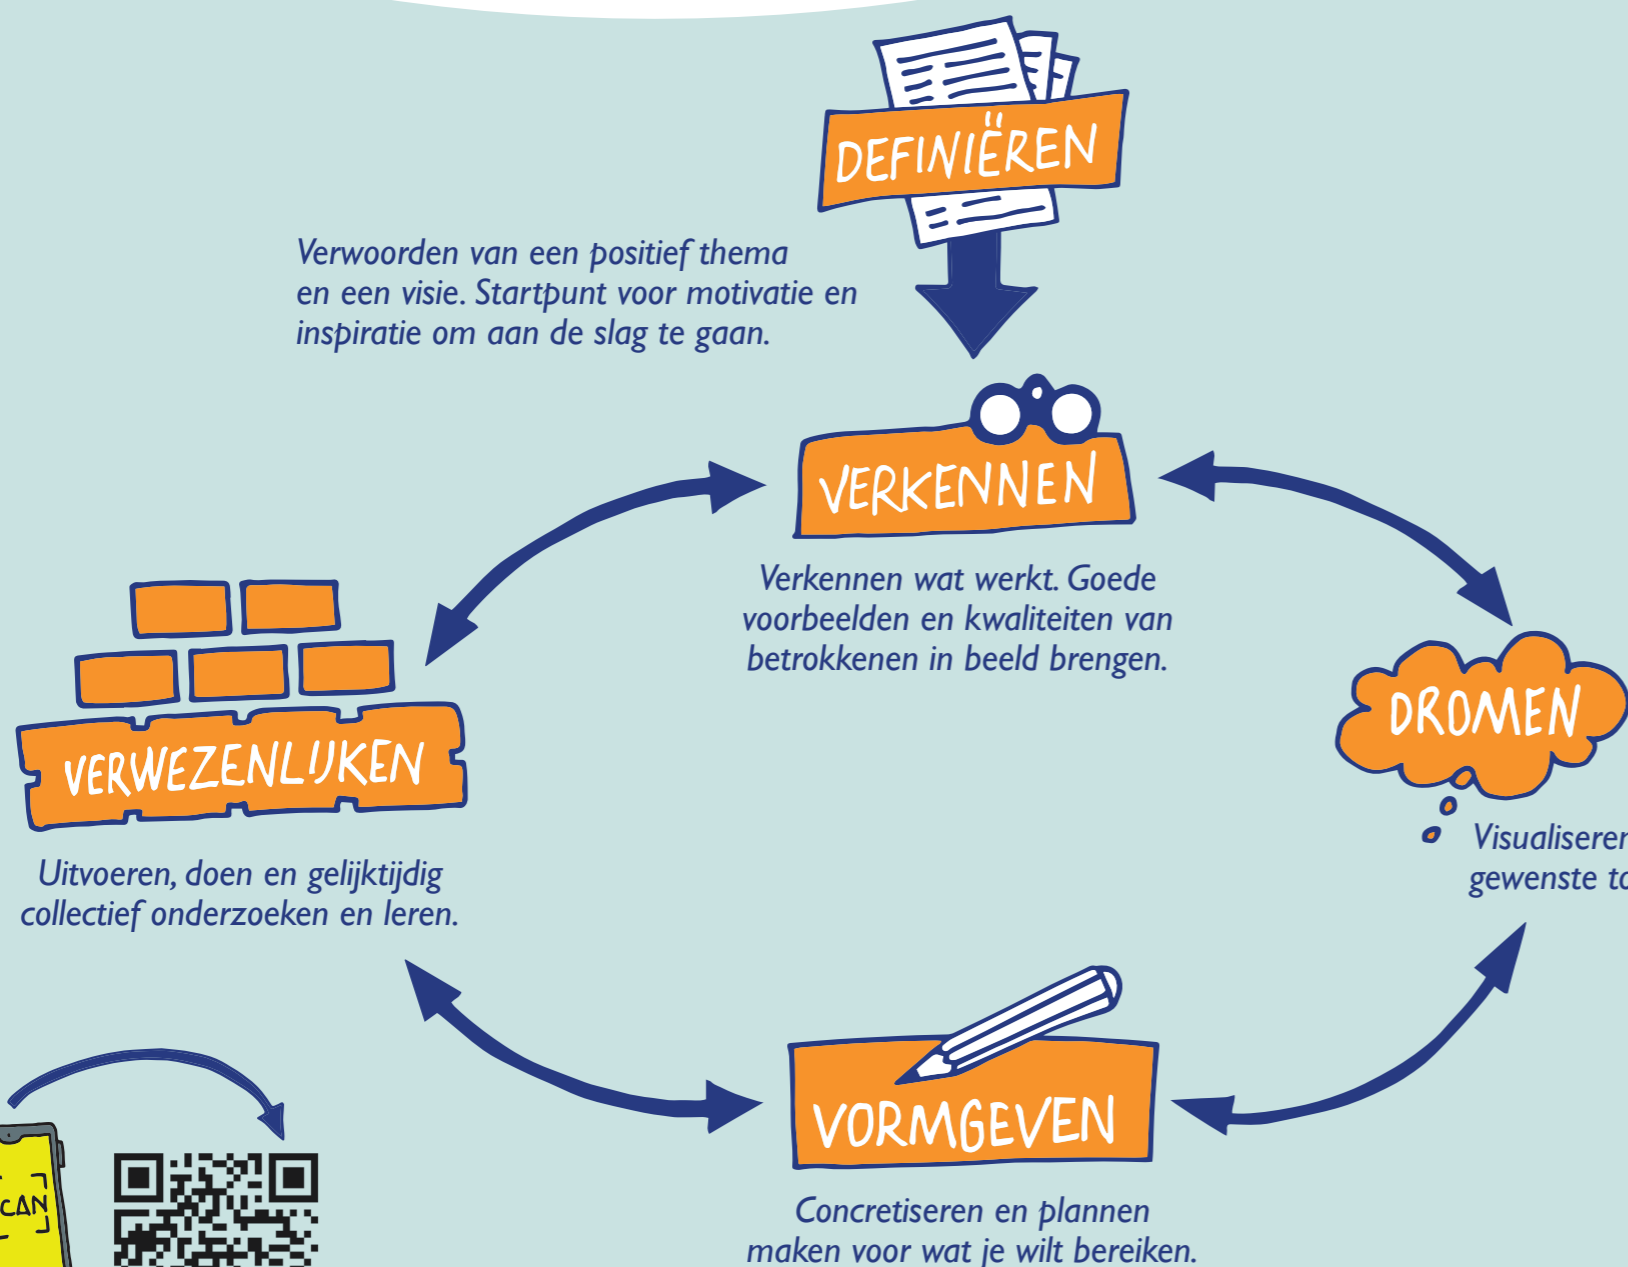 DEFINIËREN
Verwoorden van een positief thema
en een visie. Startpunt voor motivatie en
inspiratie om aan de slag te gaan.
VERKENNEN
Verkennen wat werkt. Goede
voorbeelden en kwaliteiten van
betrokkenen in beeld brengen.
DROMEN
Visualiseren
gewenste
VERWEZENLIJKEN
Uitvoeren, doen en gelijktijdig
collectief onderzoeken en leren.
VORMGEVEN
Concretiseren en plannen
maken voor wat je wilt bereiken.